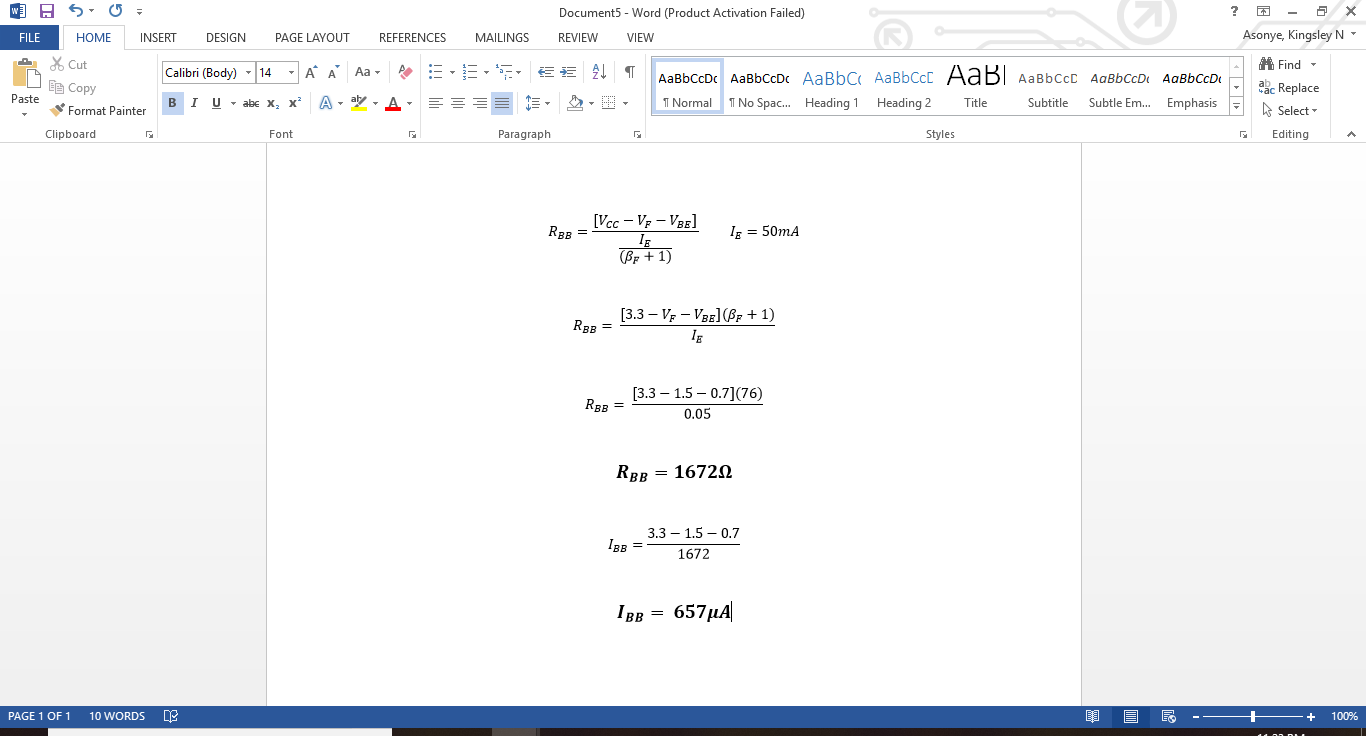 Document5 - Word (Product Activation Failed)
?
FILE HOME INSERT DESIGN PAGE LAYOUT REFERENCES MAILINGS REVIEW VIEW
Asonye, Kingsley N
Paste
Cut
Copy
Format Painter
Clipboard
Calibri (Body) 14
Aa
B I U abc x₂ x²
Font
Paragraph
AaBbCcDc AaBbCcDc AaBbCc AaBbCcD AaBl AaBbCcD AaBbCcDc AaBbCcDc
¶ Normal ¶ No Spac... Heading 1 Heading 2 Title Subtitle Subtle Em... Emphasis
Styles
Find
Replace
Select
Editing
R_BB = [V_CC − V_F − V_BE] / (I_E / (β_F + 1)) I_E = 50mA
R_BB = [3.3 − V_F − V_BE](β_F + 1) / I_E
R_BB = [3.3 − 1.5 − 0.7](76) / 0.05
R_BB = 1672Ω
I_BB = 3.3 − 1.5 − 0.7 / 1672
I_BB = 657μA
PAGE 1 OF 1 10 WORDS
100%